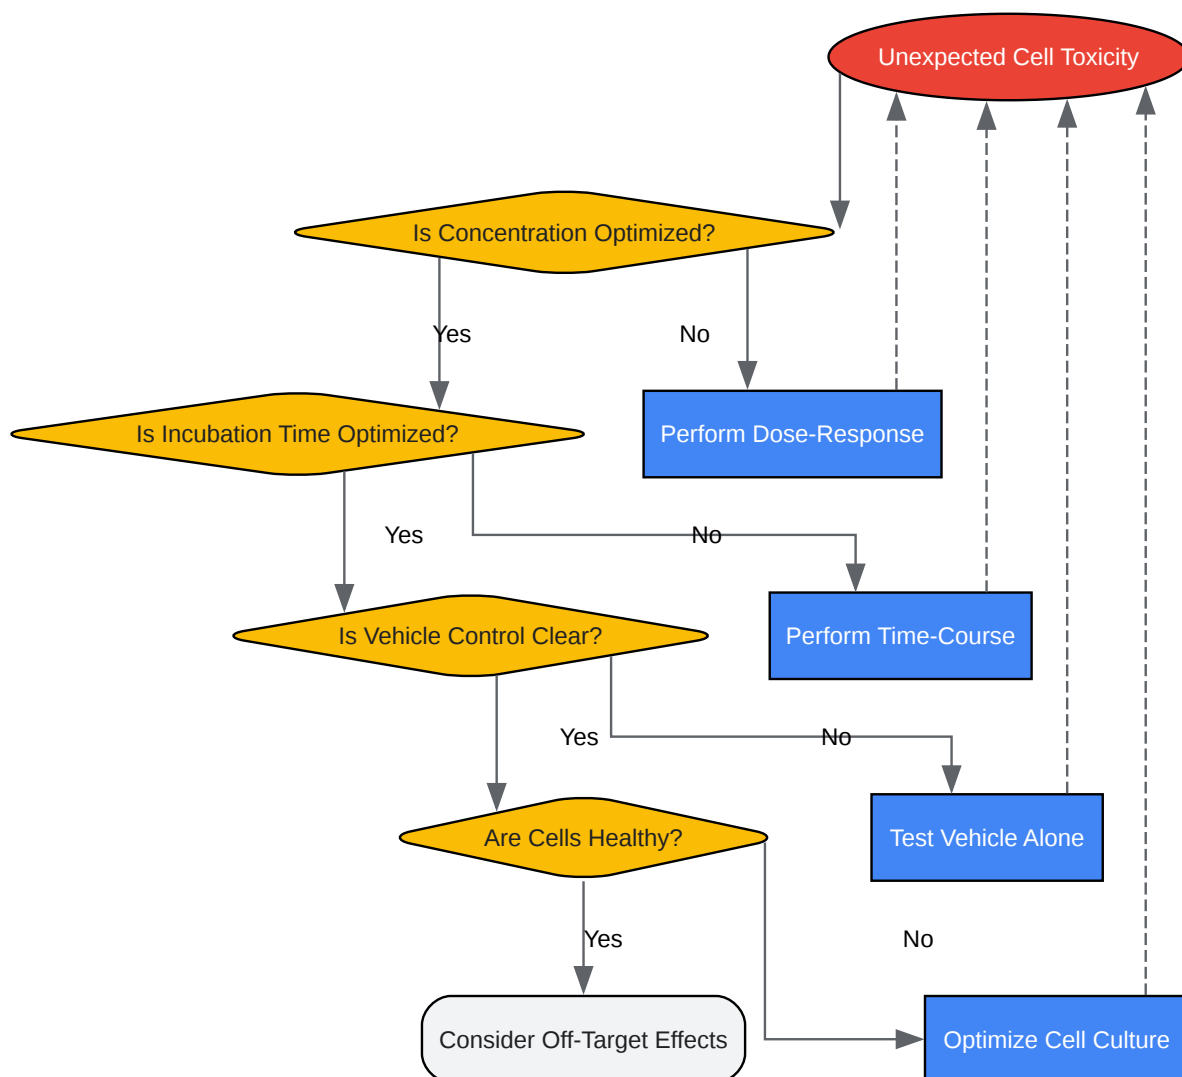 Unexpected Cell Toxicity
Is Concentration Optimized?
Yes
No
Is Incubation Time Optimized?
Perform Dose-Response
Yes
No
Is Vehicle Control Clear?
Perform Time-Course
Yes
No
Are Cells Healthy?
Test Vehicle Alone
Yes
No
Consider Off-Target Effects
Optimize Cell Culture